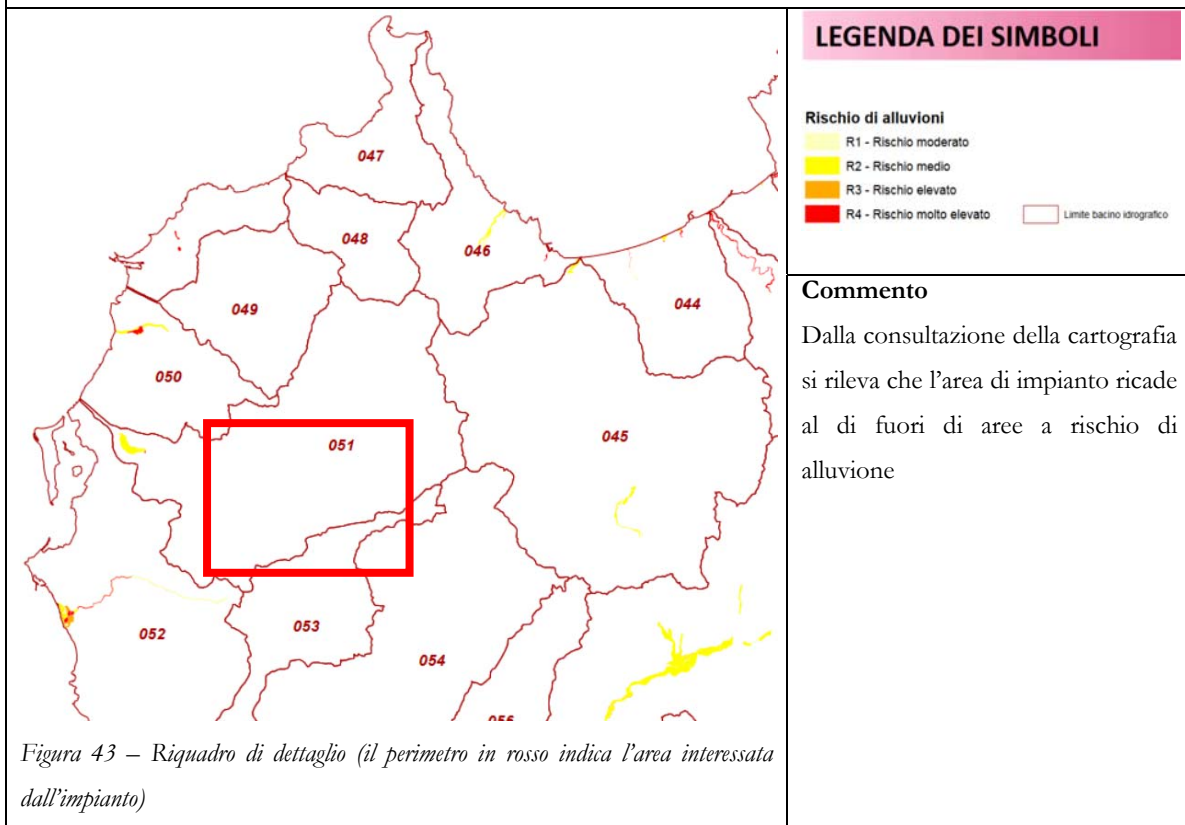 047
048
046
049
044
050
051
045
052
053
054
Figura 43 – Riquadro di dettaglio (il perimetro in rosso indica l'area interessata
dall'impianto)
LEGENDA DEI SIMBOLI
Rischio di alluvioni
R1 - Rischio moderato
R2 - Rischio medio
R3 - Rischio elevato
R4 - Rischio molto elevato
Limite bacino idrografico
Commento
Dalla consultazione della cartografia
si rileva che l'area di impianto ricade
al di fuori di aree a rischio di
alluvione